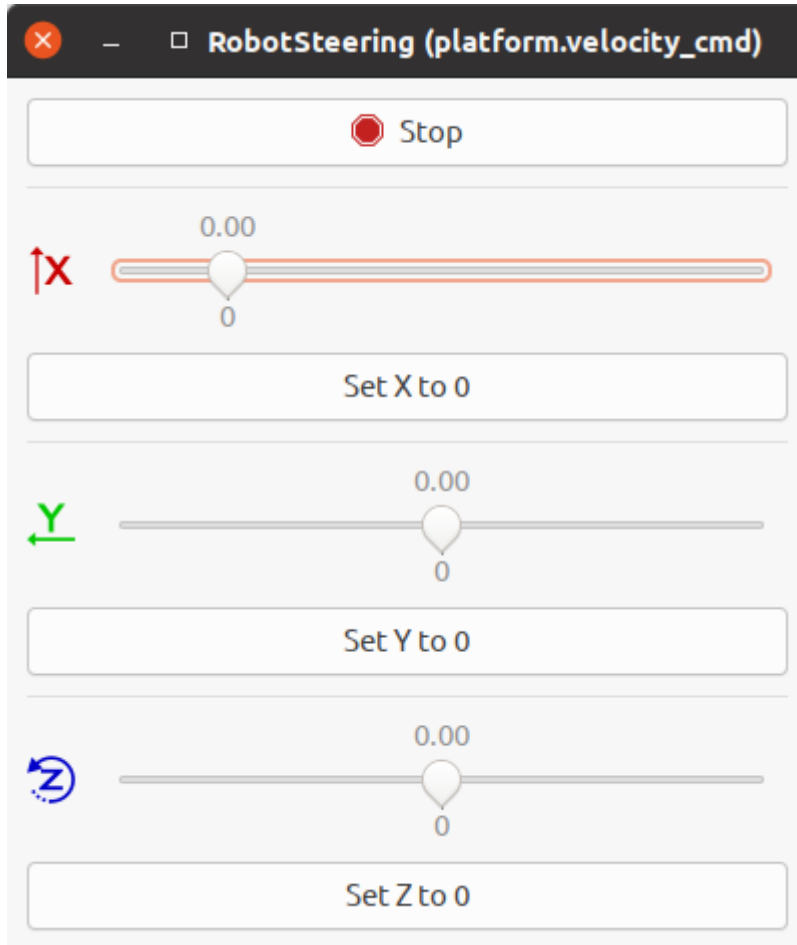 RobotSteering (platform.velocity_cmd)
Stop
0.00
X
0
Set X to 0
0.00
Y
0
Set Y to 0
0.00
Z
0
Set Z to 0